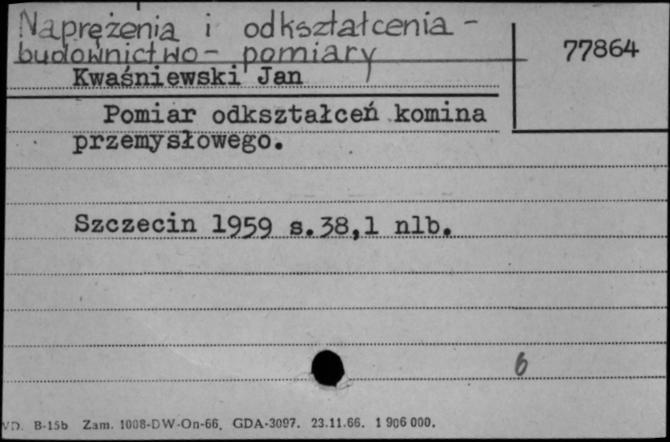 Naprężenia i odkształcenia -
budownictwo - pomiary
77864
Kwaśniewski Jan
Pomiar odkształceń komina
przemysłowego.
Szczecin 1959 s.38,1 nlb.
6
VD. B-15b Zam. 1008-DW-On-66. GDA-3097. 23.11.66. 1 906 000.